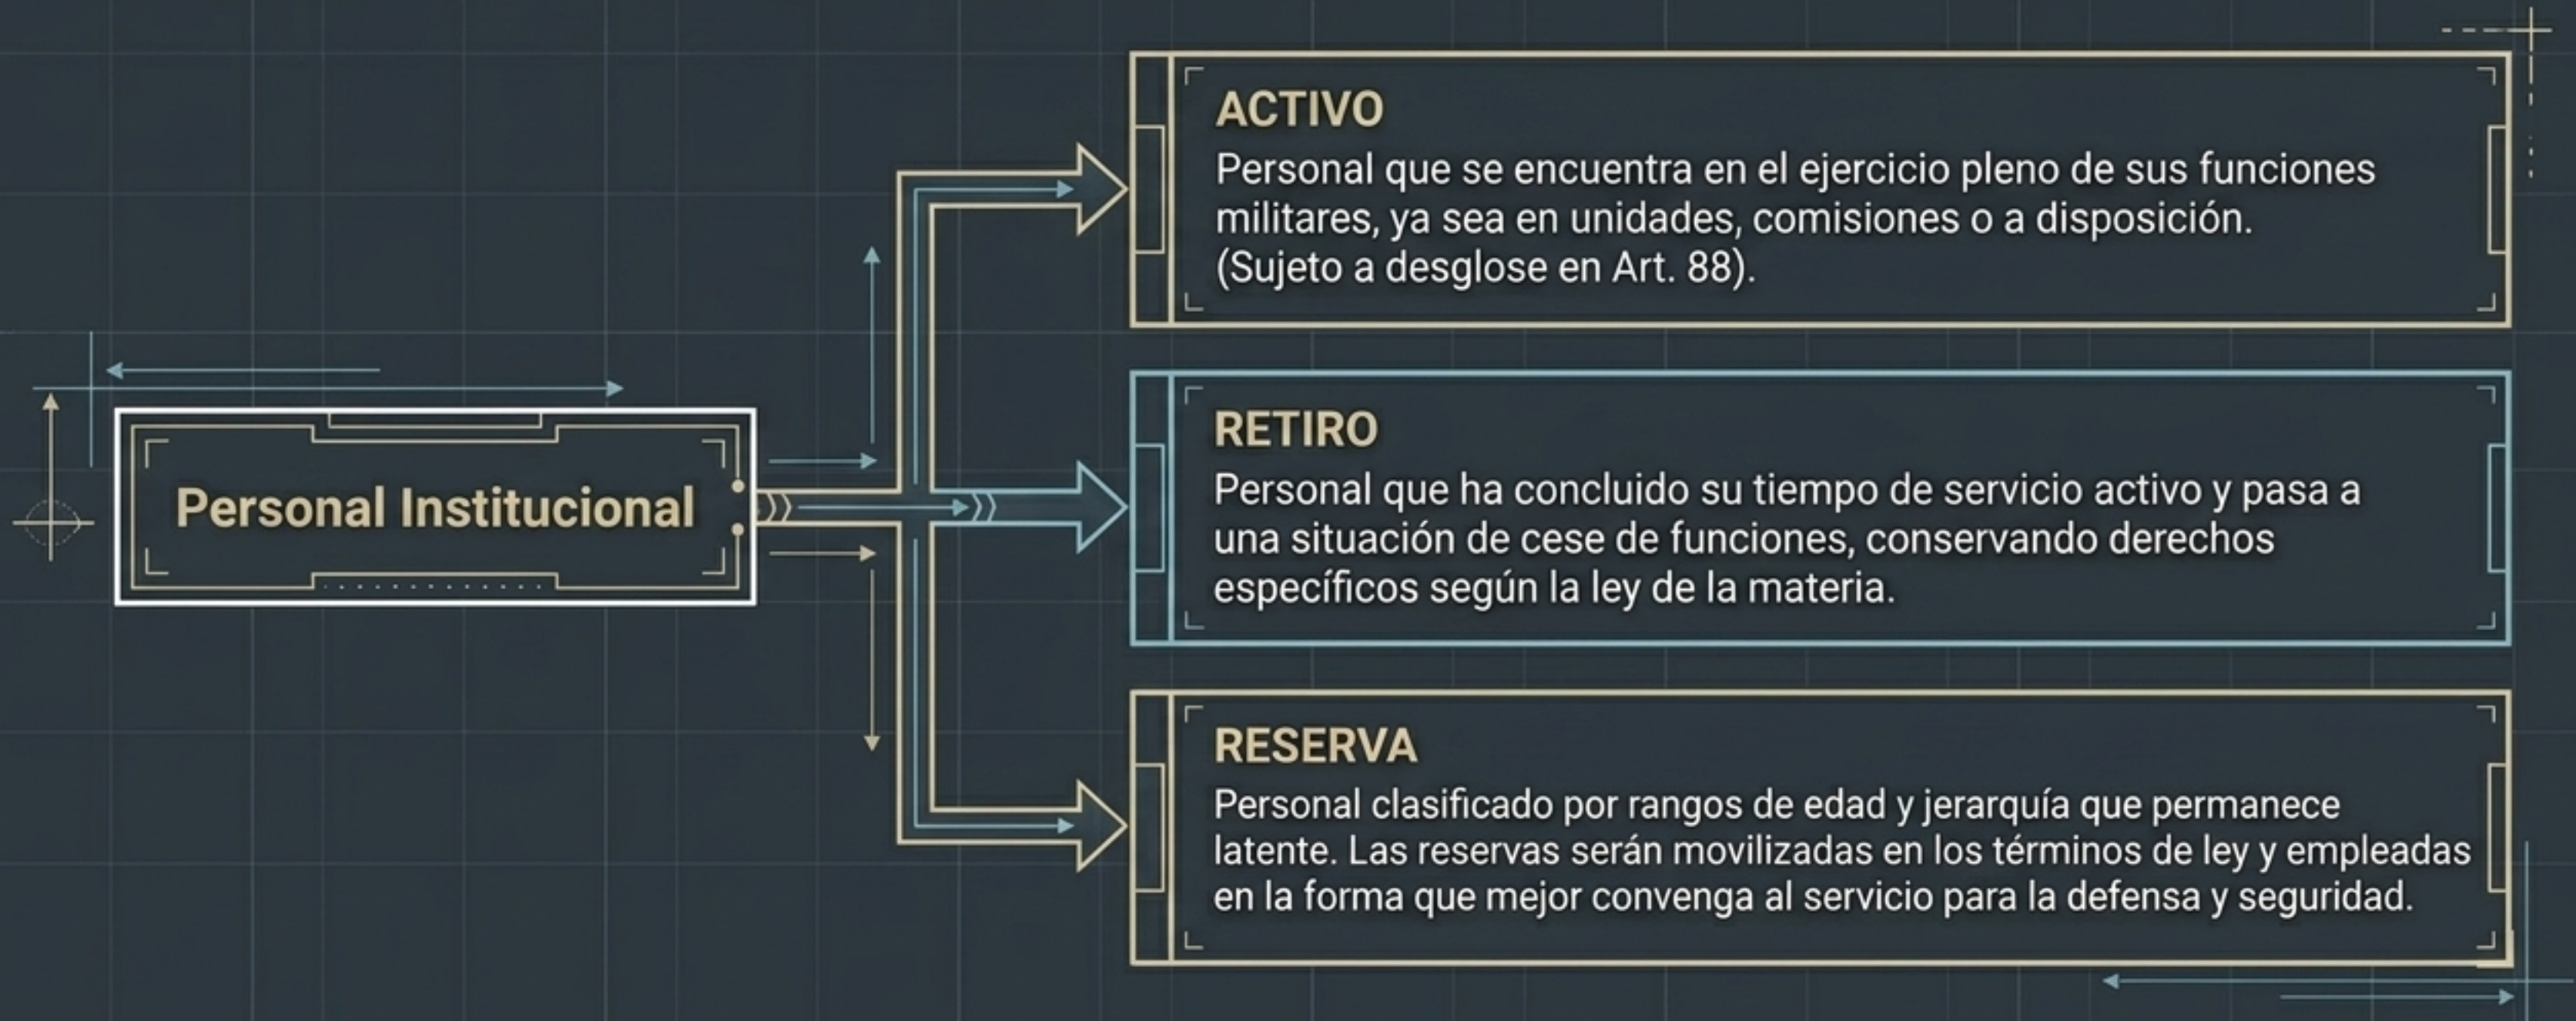 Personal Institucional
ACTIVO
Personal que se encuentra en el ejercicio pleno de sus funciones
militares, ya sea en unidades, comisiones o a disposición.
(Sujeto a desglose en Art. 88).
RETIRO
Personal que ha concluido su tiempo de servicio activo y pasa a
una situación de cese de funciones, conservando derechos
específicos según la ley de la materia.
RESERVA
Personal clasificado por rangos de edad y jerarquía que permanece
latente. Las reservas serán movilizadas en los términos de ley y empleadas
en la forma que mejor convenga al servicio para la defensa y seguridad.